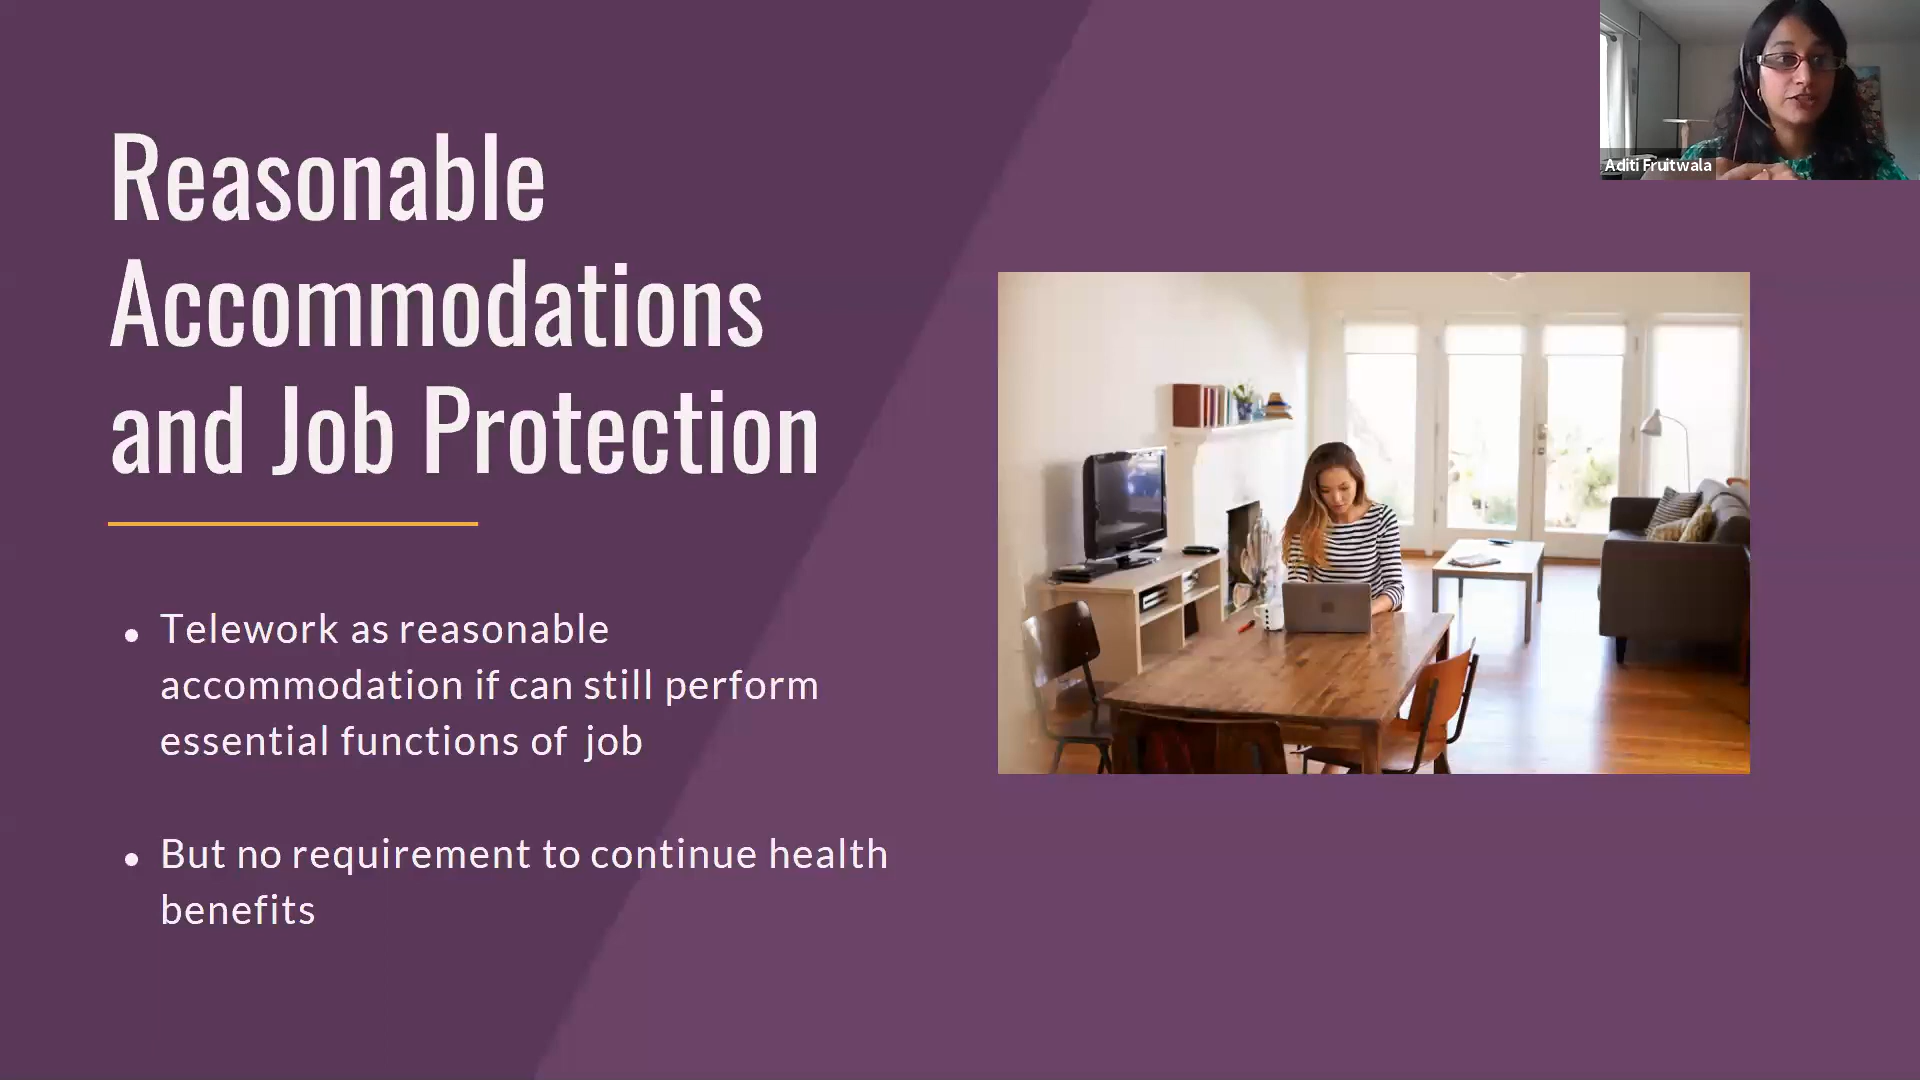 Reasonable
Accommodations
and Job Protection
• Telework as reasonable
accommodation if can still perform
essential functions of job
• But no requirement to continue health
benefits
Aditi Fruitwala